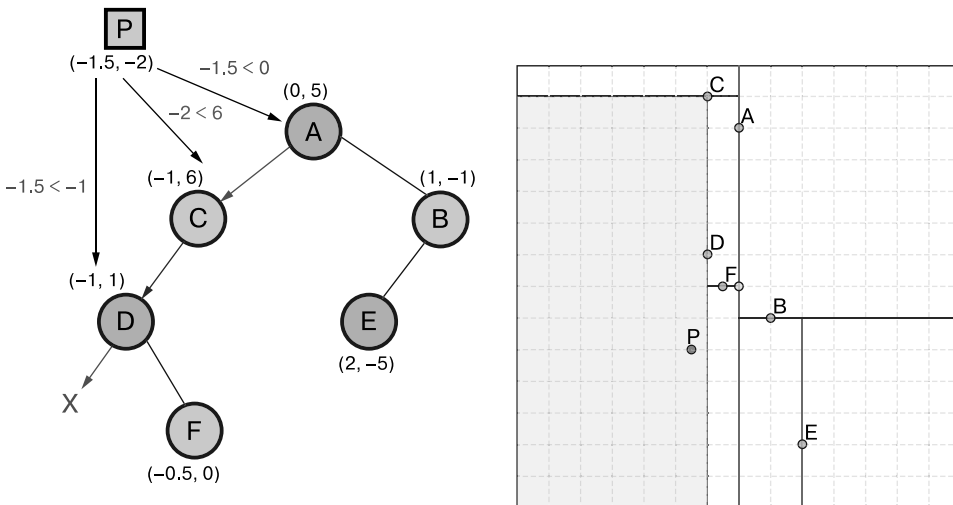 P
(−1.5, −2)
−1.5 < 0
(0, 5)
A
−2 < 6
−1.5 < −1
(−1, 6)
(1, −1)
C
B
(−1, 1)
D
E
(2, −5)
X
F
(−0.5, 0)
C
A
D
F
B
P
E